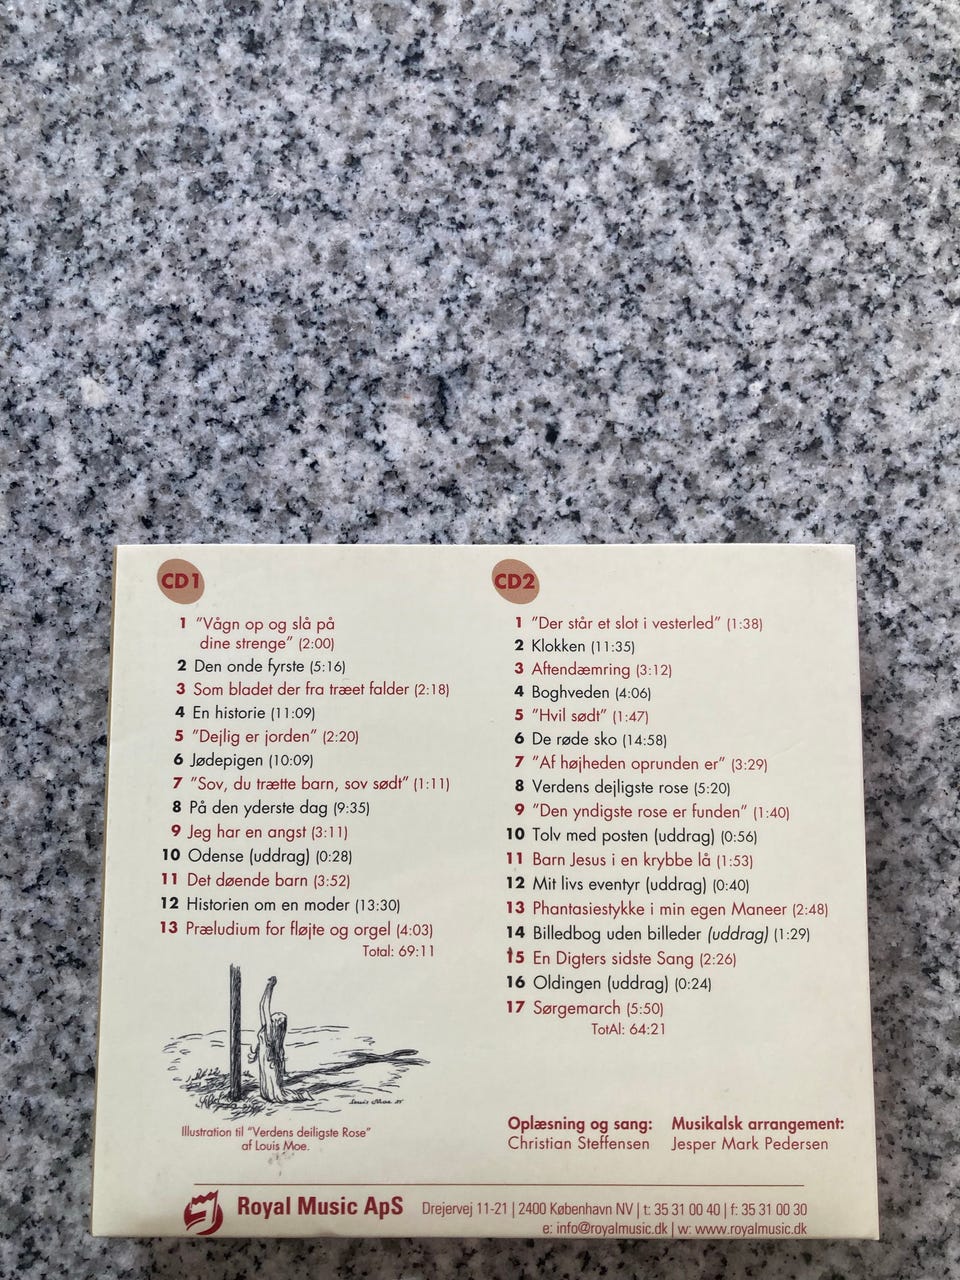 CD1
1 "Vågn op og slå på
dine strenge" (2:00)
2 Den onde fyrste (5:16)
3 Som bladet der fra træet falder (2:18)
4 En historie (11:09)
5 "Dejlig er jorden" (2:20)
6 Jødepigen (10:09)
7 "Sov, du trætte barn, sov sødt" (1:11)
8 På den yderste dag (9:35)
9 Jeg har en angst (3:11)
10 Odense (uddrag) (0:28)
11 Det døende barn (3:52)
12 Historien om en moder (13:30)
13 Præludium for fløjte og orgel (4:03)
Total: 69:11
Louis Moe 25
Illustration til "Verdens deiligste Rose"
af Louis Moe.
CD2
1 "Der står et slot i vesterled" (1:38)
2 Klokken (11:35)
3 Aftendæmring (3:12)
4 Boghveden (4:06)
5 "Hvil sødt" (1:47)
6 De røde sko (14:58)
7 "Af højheden oprunden er" (3:29)
8 Verdens dejligste rose (5:20)
9 "Den yndigste rose er funden" (1:40)
10 Tolv med posten (uddrag) (0:56)
11 Barn Jesus i en krybbe lå (1:53)
12 Mit livs eventyr (uddrag) (0:40)
13 Phantasiestykke i min egen Maneer (2:48)
14 Billedbog uden billeder (uddrag) (1:29)
15 En Digters sidste Sang (2:26)
16 Oldingen (uddrag) (0:24)
17 Sørgemarch (5:50)
TotAl: 64:21
Oplæsning og sang:
Christian Steffensen
Musikalsk arrangement:
Jesper Mark Pedersen
Royal Music ApS
Drejervej 11-21 | 2400 København NV | t: 35 31 00 40 | f: 35 31 00 30
e: info@royalmusic.dk | w: www.royalmusic.dk